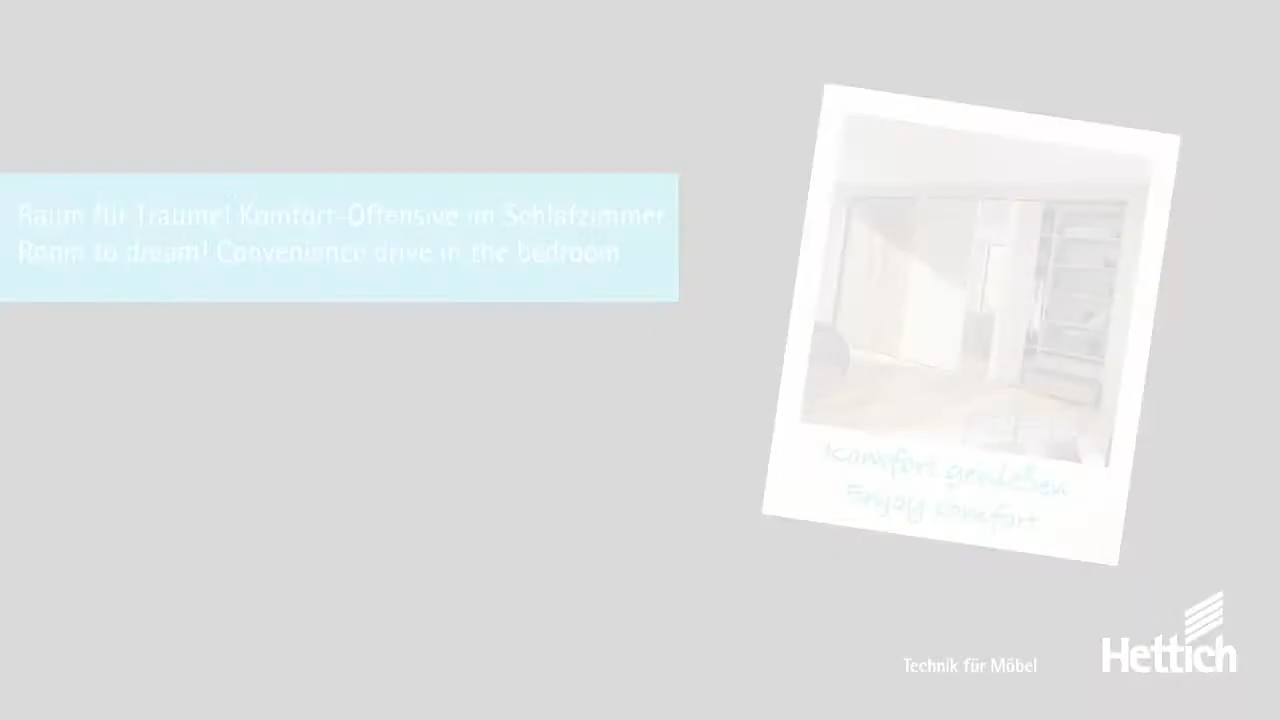 Raum für Träume! Komfort-Offensive im Schlafzimmer
Room to dream! Convenience drive in the bedroom
Komfort genießen
Enjoy comfort
Technik für Möbel
Hettich